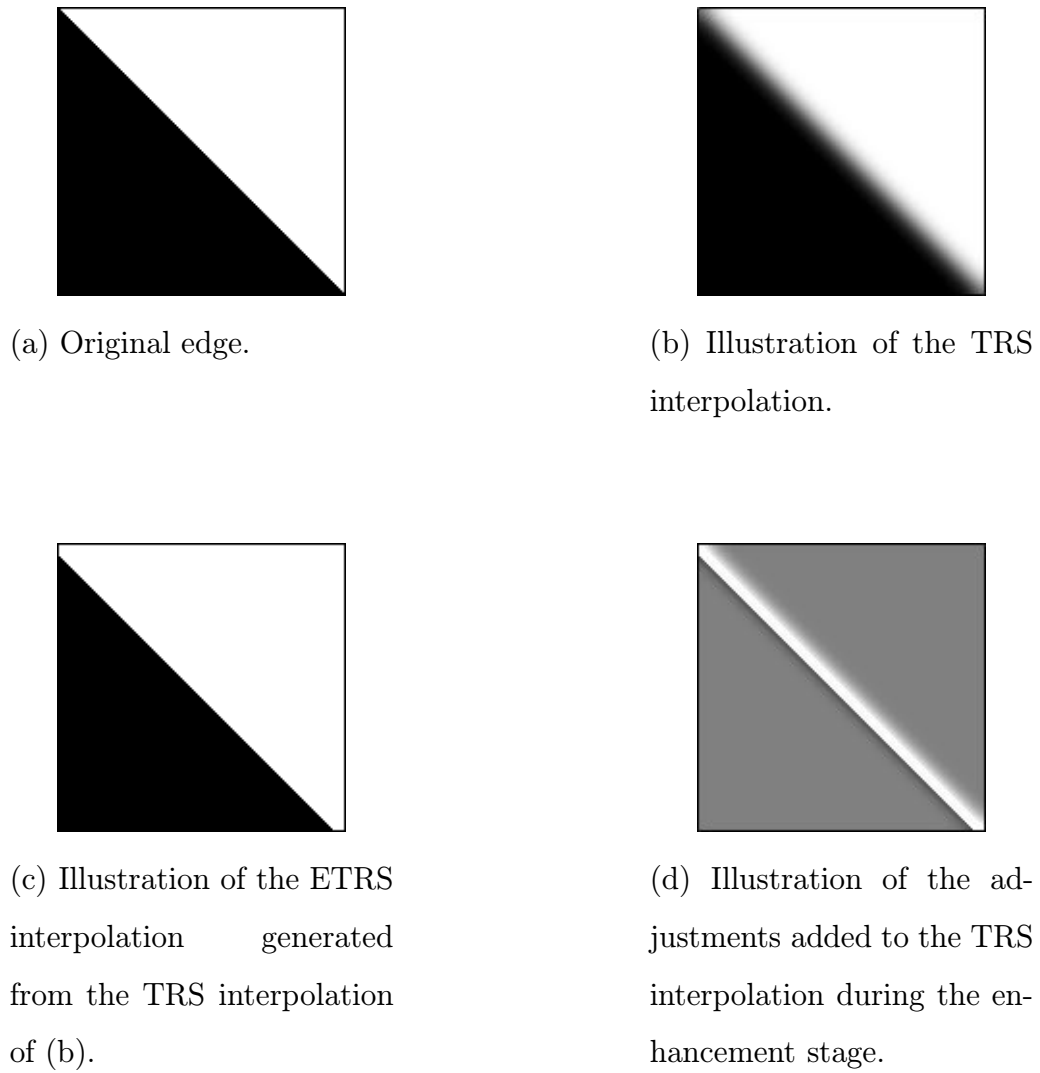 (a) Original edge.
(b) Illustration of the TRS
interpolation.
(c) Illustration of the ETRS
interpolation generated
from the TRS interpolation
of (b).
(d) Illustration of the ad-
justments added to the TRS
interpolation during the en-
hancement stage.